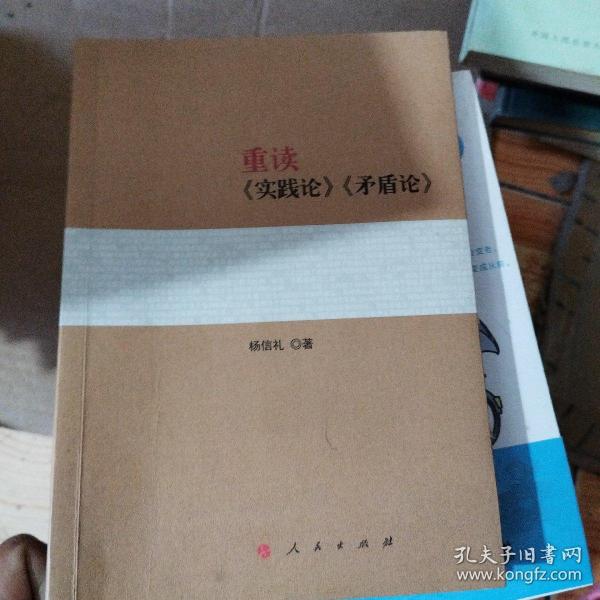 重读
《实践论》《矛盾论》
杨信礼 ◎著
人民出版社
孔夫子旧书网
www.kongfz.com